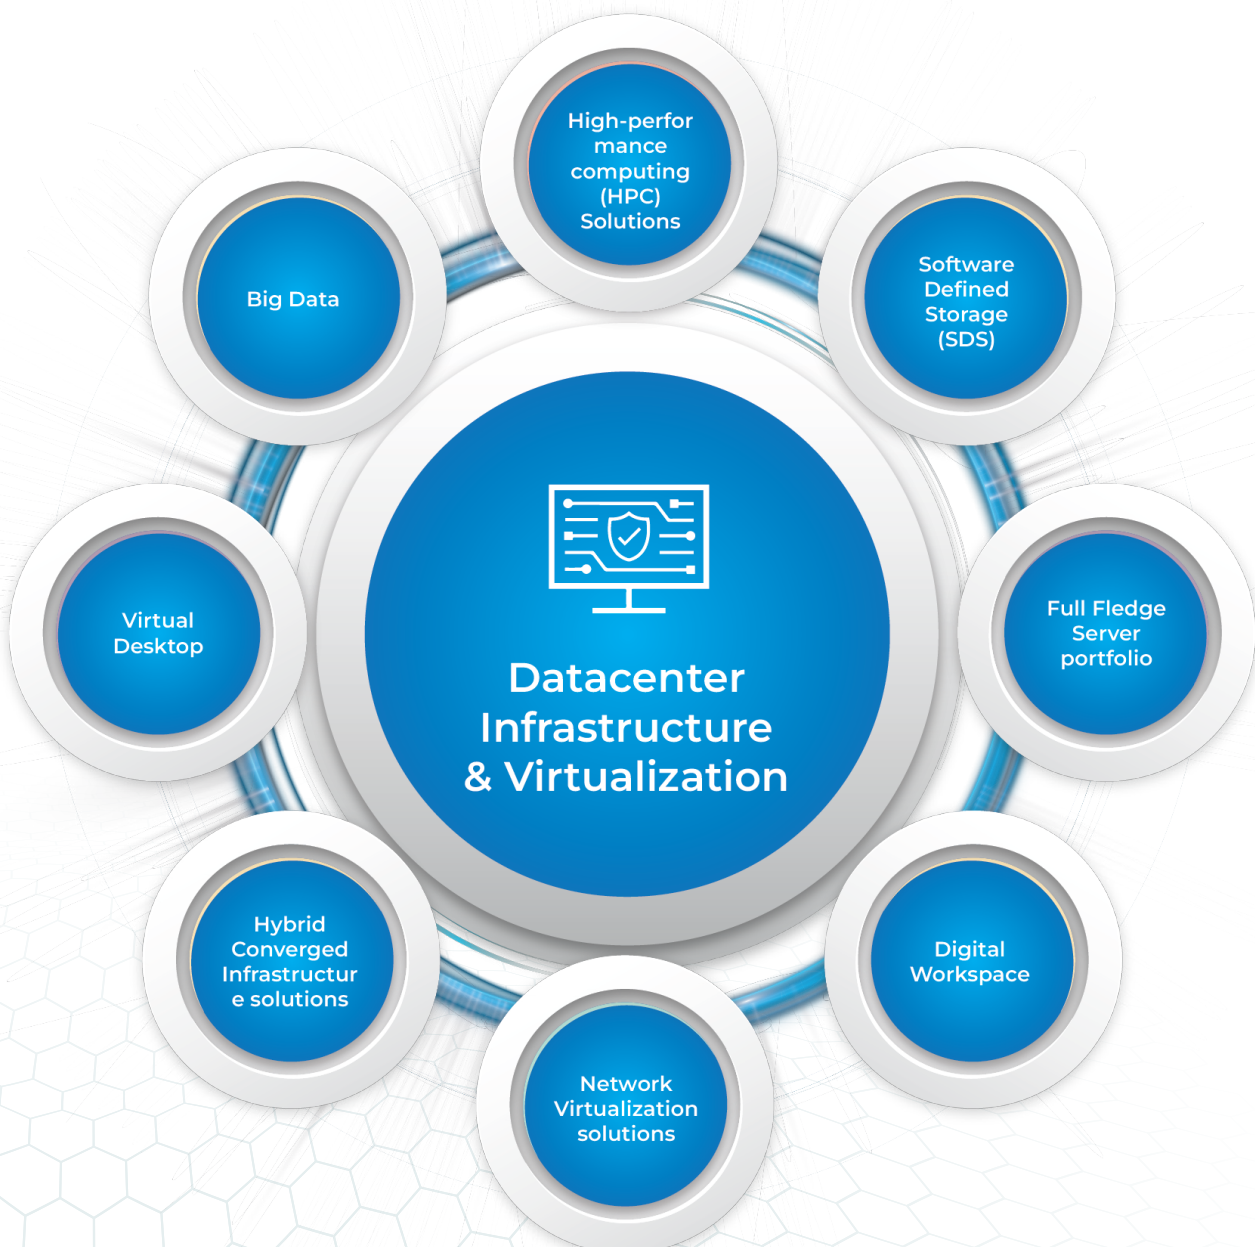 High-perfor
mance
computing
(HPC)
Solutions
Big Data
Software
Defined
Storage
(SDS)
Virtual
Desktop
Datacenter
Infrastructure
& Virtualization
Full Fledge
Server
portfolio
Hybrid
Converged
Infrastructur
e solutions
Digital
Workspace
Network
Virtualization
solutions